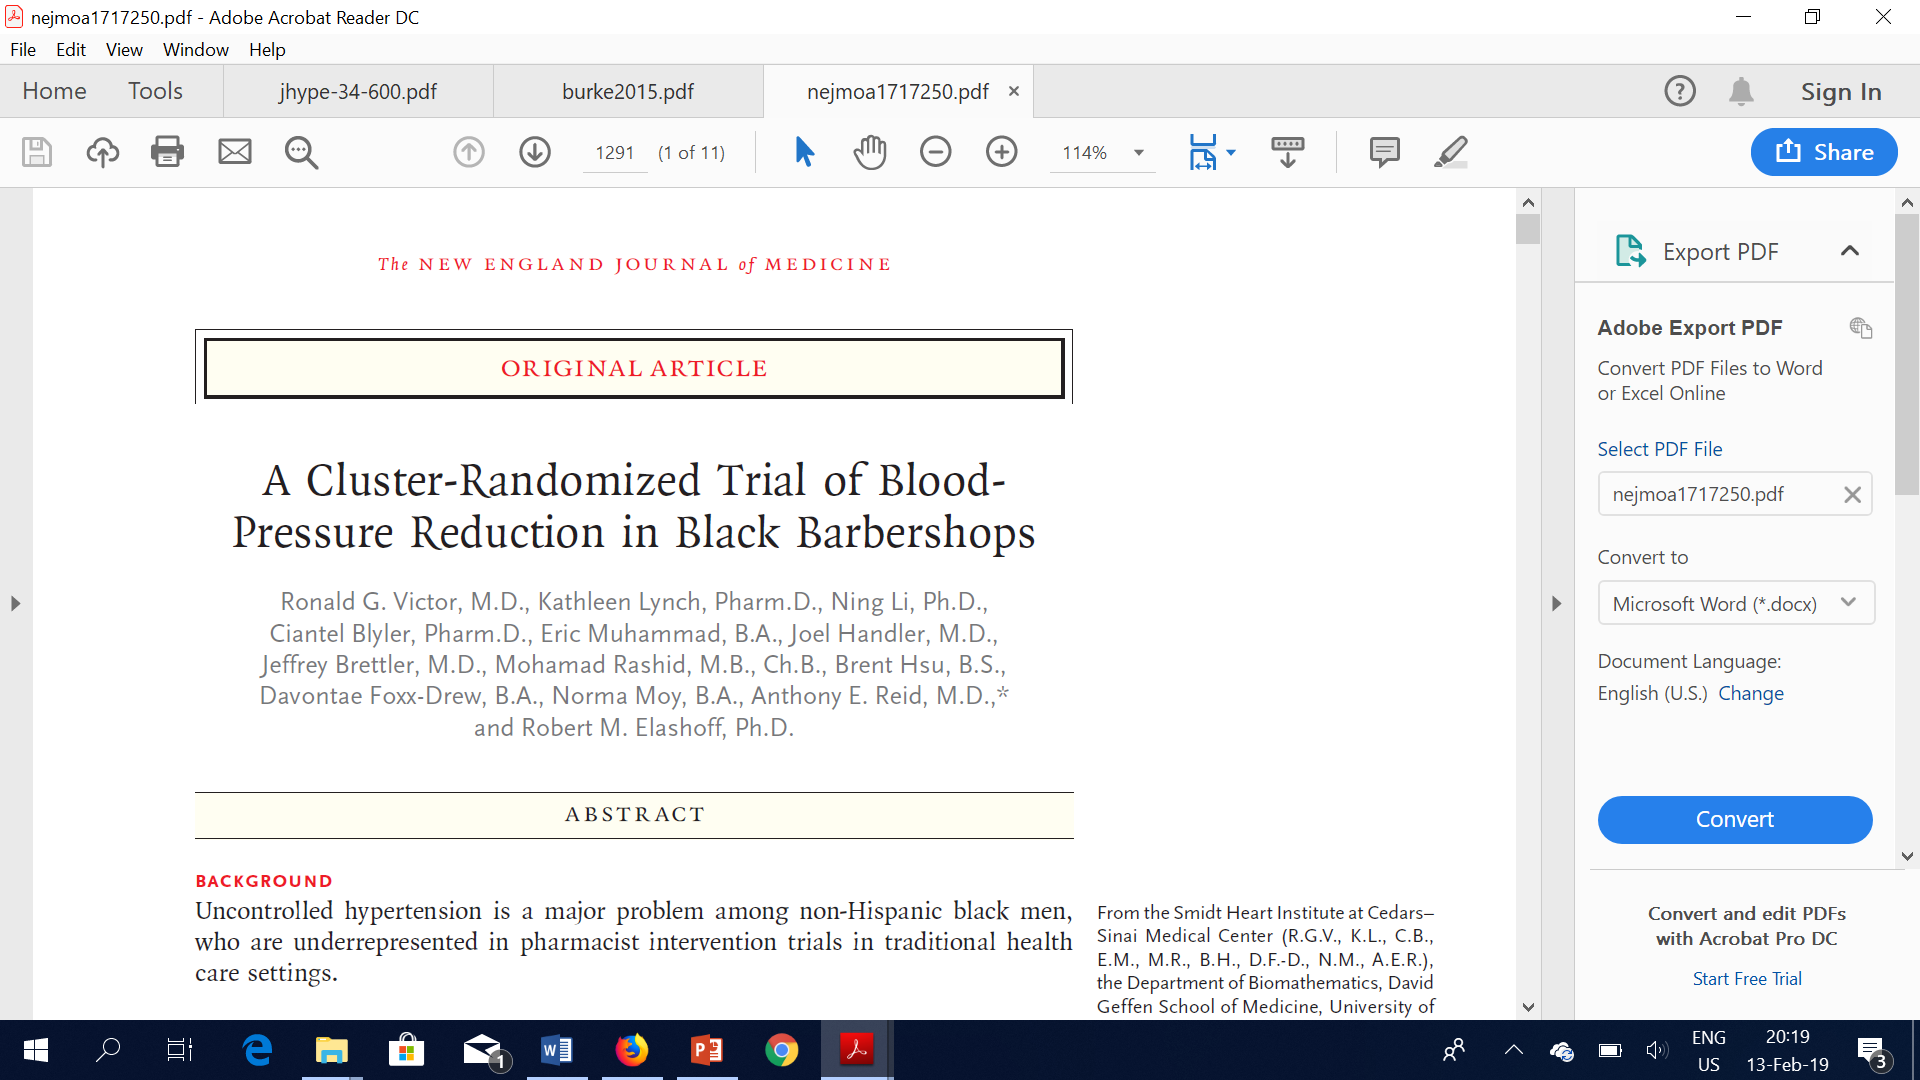 nejmoa1717250.pdf - Adobe Acrobat Reader DC
File Edit View Window Help
Home Tools jhype-34-600.pdf burke2015.pdf nejmoa1717250.pdf × Sign In
1291 (1 of 11) 114% Share
The NEW ENGLAND JOURNAL of MEDICINE
ORIGINAL ARTICLE
A Cluster-Randomized Trial of Blood-
Pressure Reduction in Black Barbershops
Ronald G. Victor, M.D., Kathleen Lynch, Pharm.D., Ning Li, Ph.D.,
Ciantel Blyler, Pharm.D., Eric Muhammad, B.A., Joel Handler, M.D.,
Jeffrey Brettler, M.D., Mohamad Rashid, M.B., Ch.B., Brent Hsu, B.S.,
Davontae Foxx-Drew, B.A., Norma Moy, B.A., Anthony E. Reid, M.D.,*
and Robert M. Elashoff, Ph.D.
ABSTRACT
BACKGROUND
Uncontrolled hypertension is a major problem among non-Hispanic black men,
who are underrepresented in pharmacist intervention trials in traditional health
care settings.
From the Smidt Heart Institute at Cedars–
Sinai Medical Center (R.G.V., K.L., C.B.,
E.M., M.R., B.H., D.F.-D., N.M., A.E.R.),
the Department of Biomathematics, David
Geffen School of Medicine, University of
Export PDF
Adobe Export PDF
Convert PDF Files to Word
or Excel Online
Select PDF File
nejmoa1717250.pdf
Convert to
Microsoft Word (*.docx)
Document Language:
English (U.S.) Change
Convert
Convert and edit PDFs
with Acrobat Pro DC
Start Free Trial
1
ENG
US
20:19
13-Feb-19
3